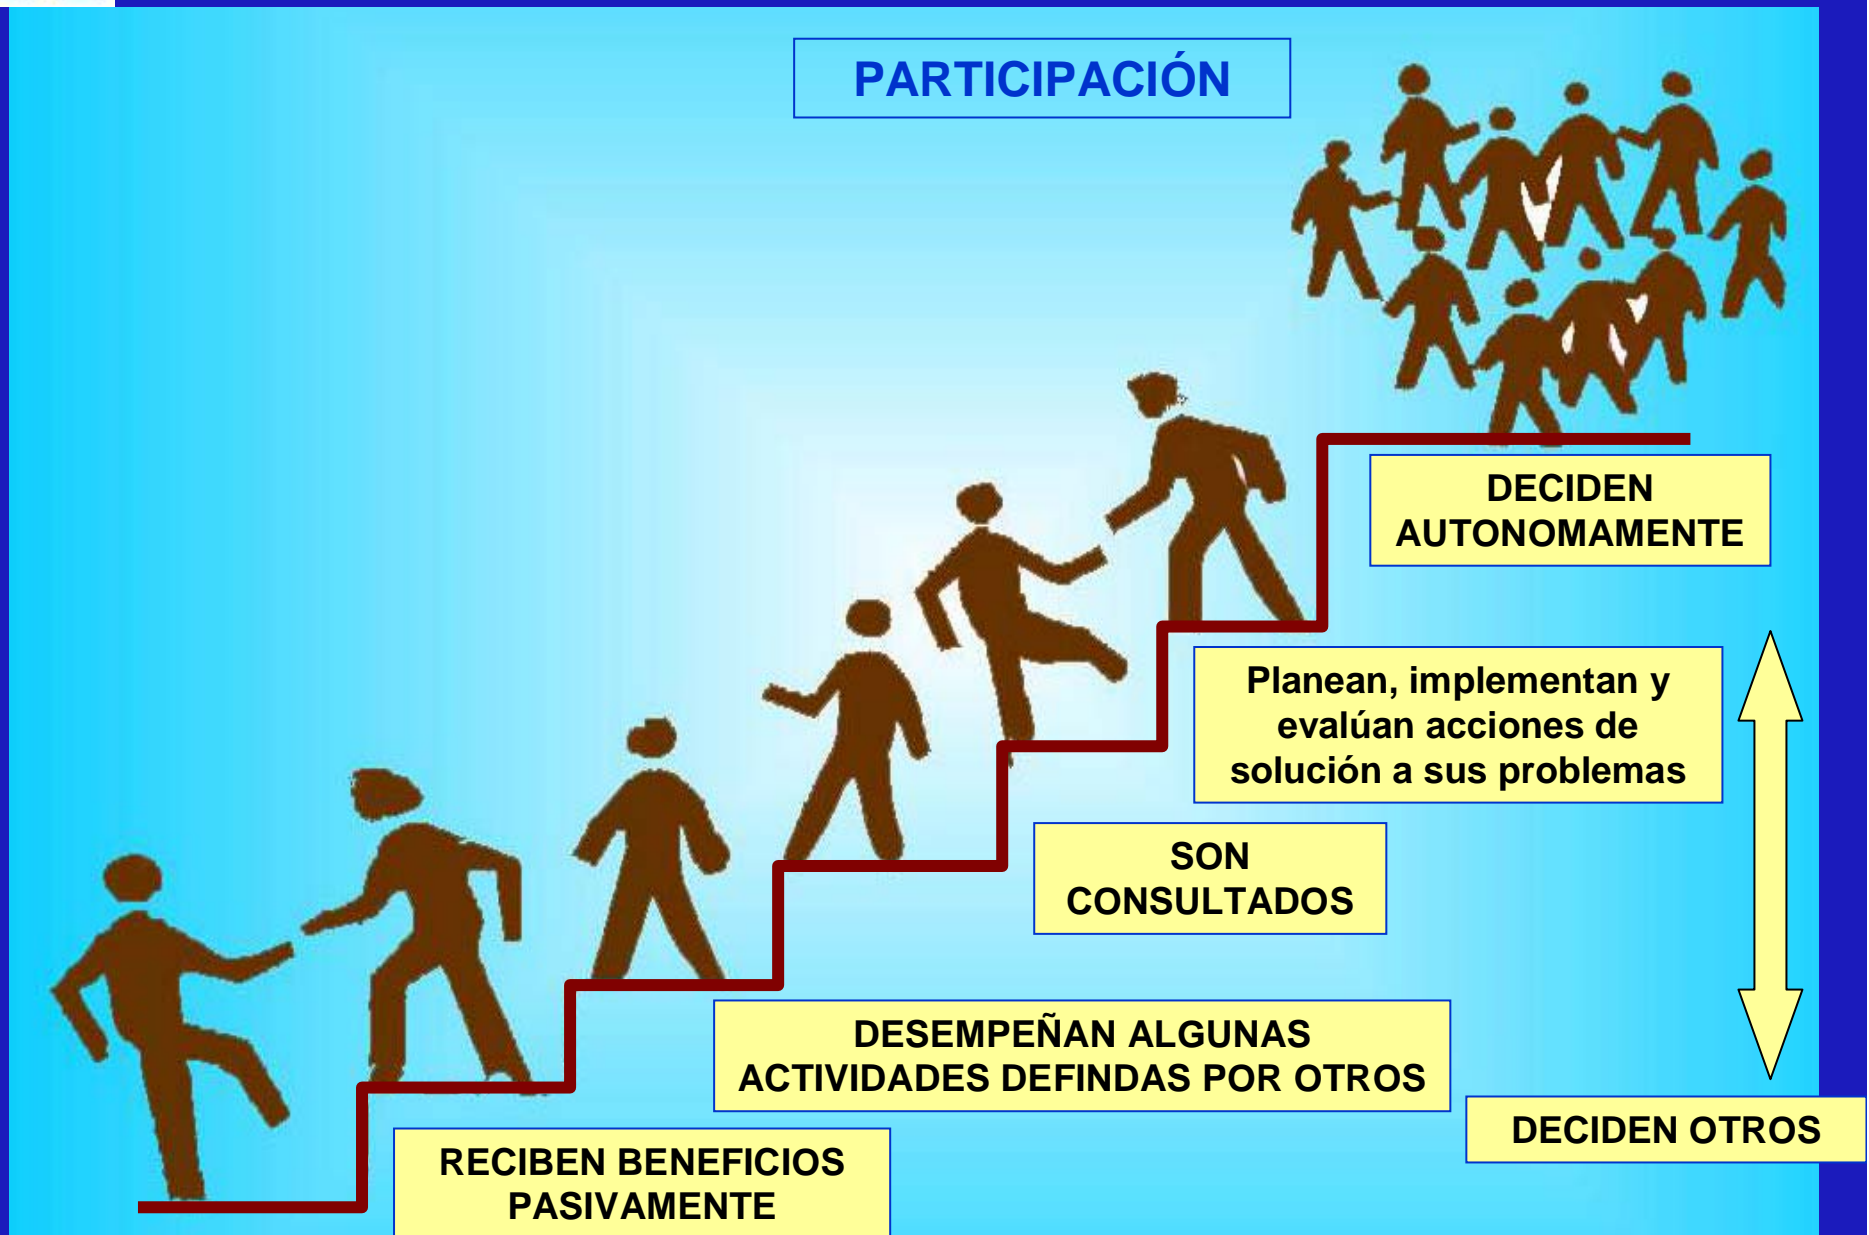 PARTICIPACIÓN
DECIDEN
AUTONOMAMENTE
Planean, implementan y
evalúan acciones de
solución a sus problemas
SON
CONSULTADOS
DESEMPEÑAN ALGUNAS
ACTIVIDADES DEFINDAS POR OTROS
DECIDEN OTROS
RECIBEN BENEFICIOS
PASIVAMENTE